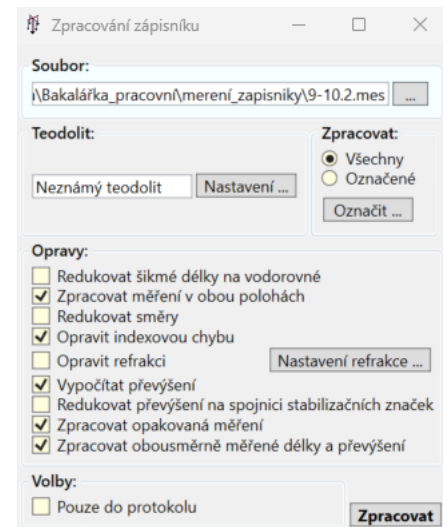 Zpracování zápisníku
Soubor:
\Bakalářka_pracovní\merení_zapisniky\9-10.2.mes ...
Teodolit:
Neznámý teodolit Nastavení ...
Zpracovat:
Všechny
Označené
Označit ...
Opravy:
Redukovat šikmé délky na vodorovné
Zpracovat měření v obou polohách
Redukovat směry
Opravit indexovou chybu
Opravit refrakci Nastavení refrakce ...
Vypočítat převýšení
Redukovat převýšení na spojnici stabilizačních značek
Zpracovat opakovaná měření
Zpracovat obousměrně měřené délky a převýšení
Volby:
Pouze do protokolu
Zpracovat